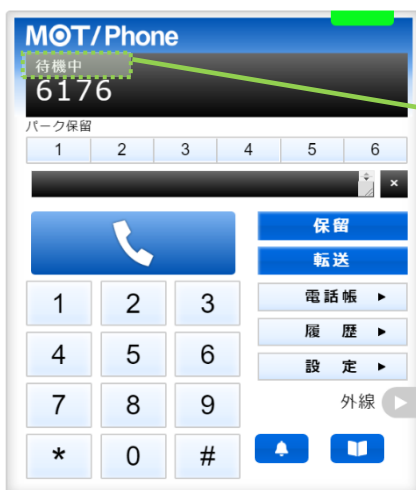 MOT/Phone
待機中
6176
パーク保留
1 2 3 4 5 6
×
保留
転送
1 2 3
電話帳 ▶
履 歴 ▶
4 5 6
設 定 ▶
7 8 9
外線
* 0 #